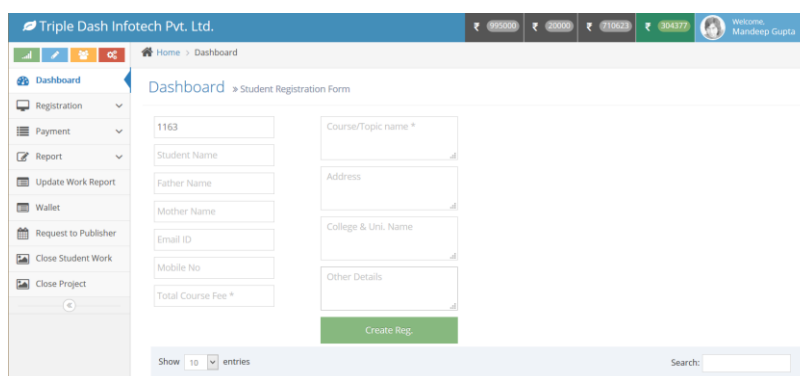 Triple Dash Infotech Pvt. Ltd.
₹ 995000
₹ 20000
₹ 710623
₹ 304377
Welcome,
Mandeep Gupta
Home > Dashboard
Dashboard
Registration
Payment
Report
Update Work Report
Wallet
Request to Publisher
Close Student Work
Close Project
Dashboard » Student Registration Form
1163
Student Name
Father Name
Mother Name
Email ID
Mobile No
Total Course Fee *
Course/Topic name *
Address
College & Uni. Name
Other Details
Create Reg.
Show 10 entries
Search: